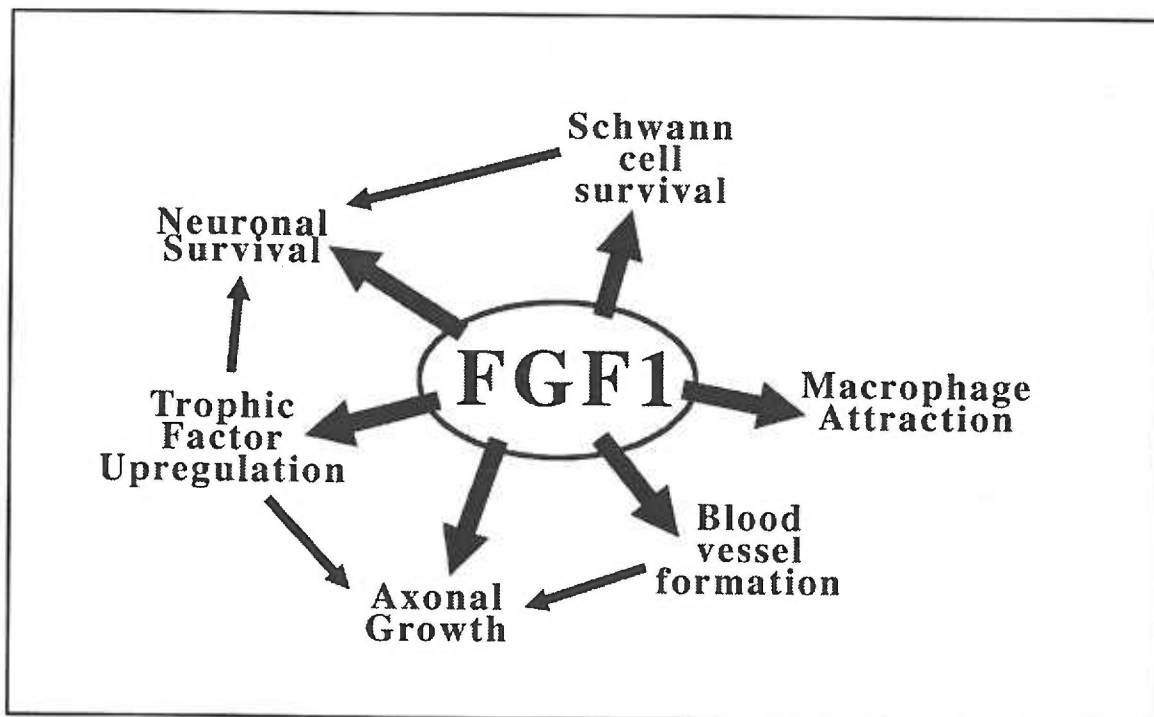 Schwann
cell
survival
Neuronal
Survival
FGF1
Macrophage
Attraction
Trophic
Factor
Upregulation
Blood
vessel
formation
Axonal
Growth